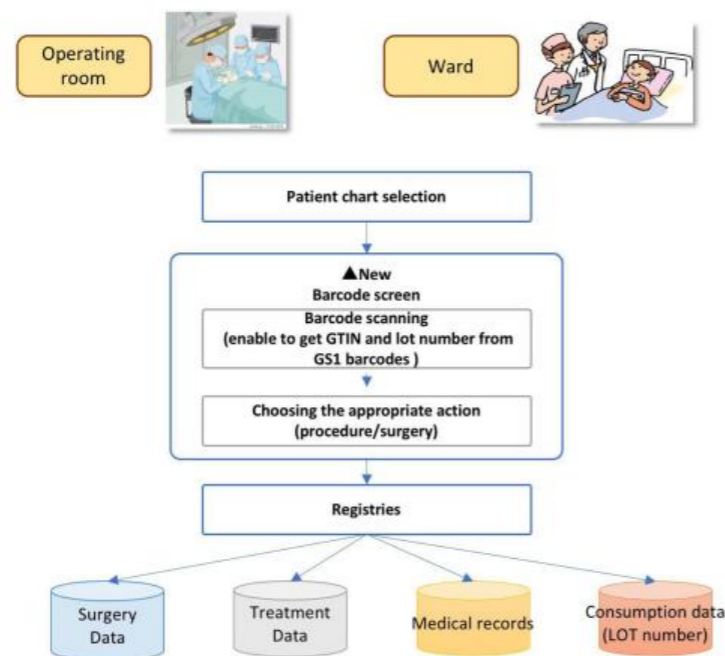 Operating
room
Ward
Patient chart selection
▲New
Barcode screen
Barcode scanning
(enable to get GTIN and lot number from
GS1 barcodes )
Choosing the appropriate action
(procedure/surgery)
Registries
Surgery
Data
Treatment
Data
Medical records
Consumption data
(LOT number)